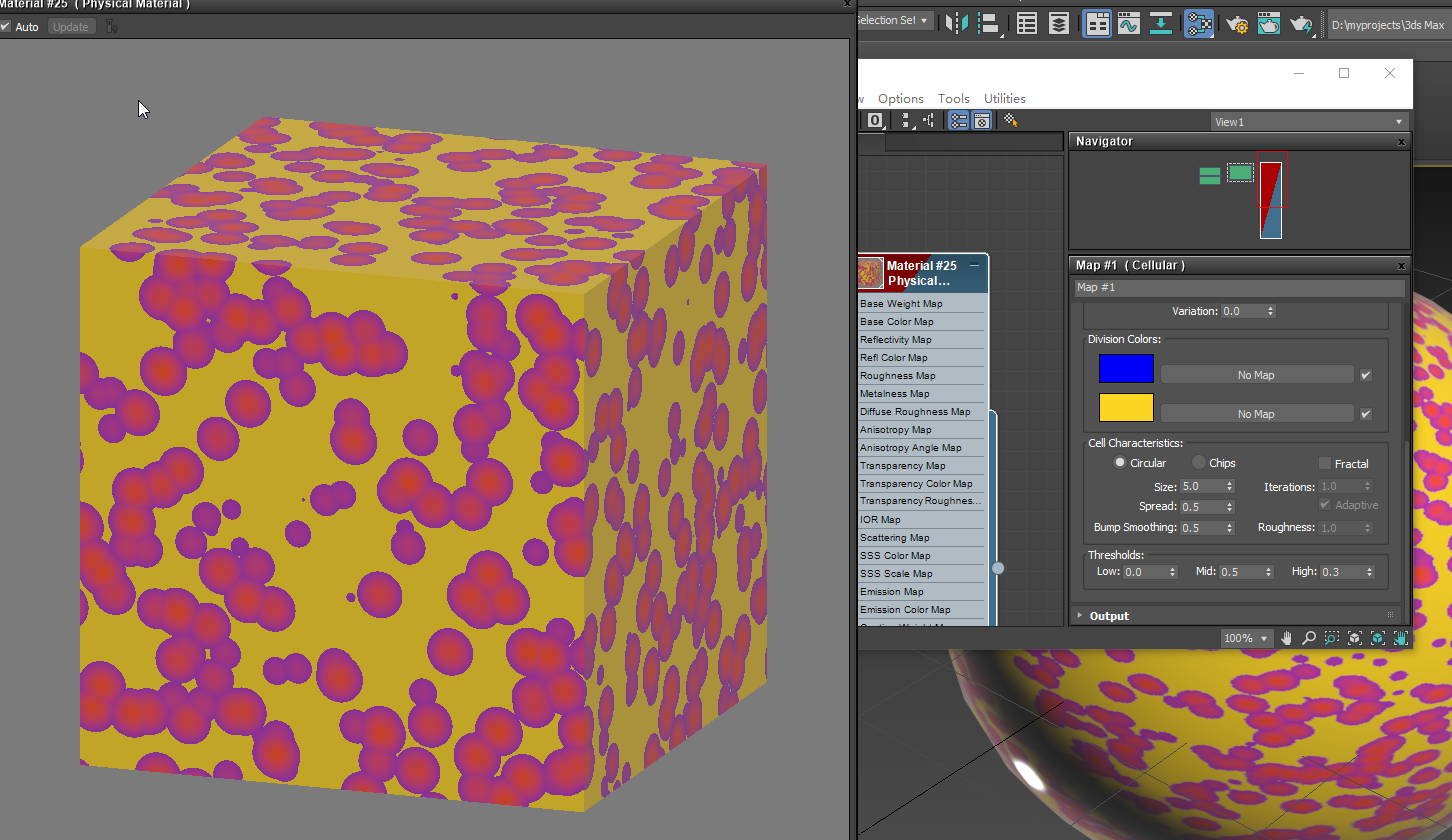 Material #25 ( Physical Material )
Auto
Update
Selection Set
D:\myprojects\3ds Max
Options
Tools
Utilities
0
View1
Navigator
Map #1 ( Cellular )
Map #1
Material #25
Physical...
Base Weight Map
Base Color Map
Reflectivity Map
Refl Color Map
Roughness Map
Metalness Map
Diffuse Roughness Map
Anisotropy Map
Anisotropy Angle Map
Transparency Map
Transparency Color Map
Transparency Roughnes...
IOR Map
Scattering Map
SSS Color Map
SSS Scale Map
Emission Map
Emission Color Map
Variation: 0.0
Division Colors:
No Map
No Map
Cell Characteristics:
Circular
Chips
Fractal
Size: 5.0
Iterations: 1.0
Spread: 0.5
Adaptive
Bump Smoothing: 0.5
Roughness: 1.0
Thresholds:
Low: 0.0
Mid: 0.5
High: 0.3
Output
100%